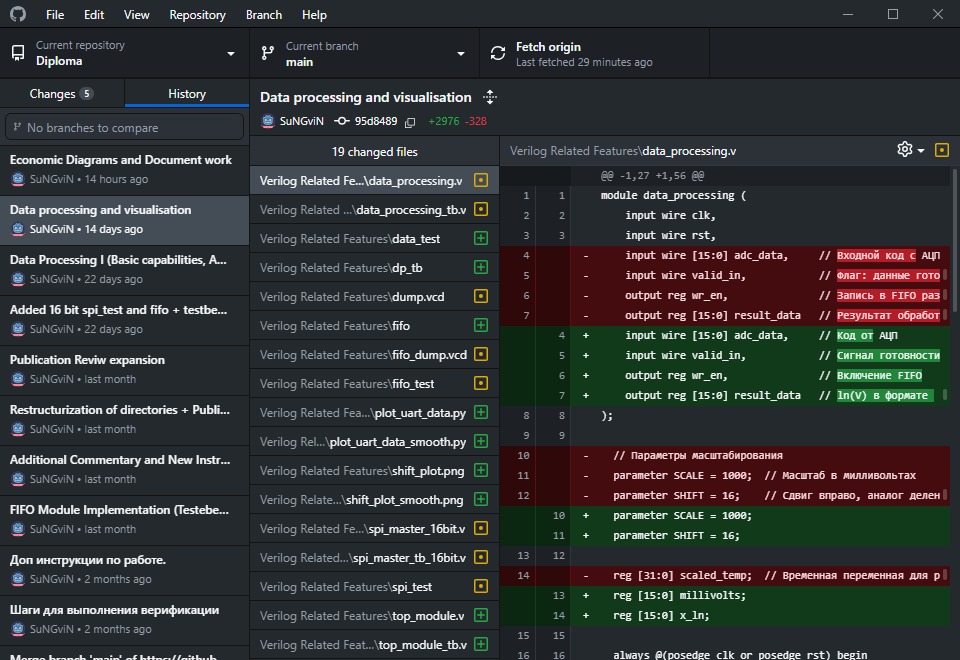 File Edit View Repository Branch Help
Current repository
Diploma
Current branch
main
Fetch origin
Last fetched 29 minutes ago
Changes 5
History
No branches to compare
Economic Diagrams and Document work
SuNGviN • 14 hours ago
Data processing and visualisation
SuNGviN • 14 days ago
Data Processing I (Basic capabilities, A...
SuNGviN • 22 days ago
Added 16 bit spi_test and fifo + testbe...
SuNGviN • 22 days ago
Publication Reviw expansion
SuNGviN • last month
Restructurization of directories + Publi...
SuNGviN • last month
Additional Commentary and New Instr...
SuNGviN • last month
FIFO Module Implementation (Testebe...
SuNGviN • last month
Доп инструкции по работе.
SuNGviN • 2 months ago
Шаги для выполнения верификации
SuNGviN • 2 months ago
Merge branch 'main' of https://github
Data processing and visualisation
SuNGviN 95d8489 +2976 -328
19 changed files
Verilog Related Fe...\data_processing.v
Verilog Related ...\data_processing_tb.v
Verilog Related Features\data_test
Verilog Related Features\dp_tb
Verilog Related Features\dump.vcd
Verilog Related Features\fifo
Verilog Related Features\fifo_dump.vcd
Verilog Related Features\fifo_test
Verilog Related Fea...\plot_uart_data.py
Verilog Rel...\plot_uart_data_smooth.py
Verilog Related Features\shift_plot.png
Verilog Relate...\shift_plot_smooth.png
Verilog Related Fe...\spi_master_16bit.v
Verilog Related...\spi_master_tb_16bit.v
Verilog Related Features\spi_test
Verilog Related Features\top_module.v
Verilog Related Feat...\top_module_tb.v
Verilog Related Features\data_processing.v
@@ -1,27 +1,56 @@
1 1 module data_processing (
2 2 input wire clk,
3 3 input wire rst,
4 - input wire [15:0] adc_data, // Входной код с АЦП
5 - input wire valid_in, // Флаг: данные гото
6 - output reg wr_en, // Запись в FIFO раз
7 - output reg [15:0] result_data // Результат обработ
4 + input wire [15:0] adc_data, // Код от АЦП
5 + input wire valid_in, // Сигнал готовности
6 + output reg wr_en, // Включение FIFO
7 + output reg [15:0] result_data // ln(V) в формате
8 8 );
9 9
10 - // Параметры масштабирования
11 - parameter SCALE = 1000; // Масштаб в милливольтах
12 - parameter SHIFT = 16; // Сдвиг вправо, аналог делен
10 + parameter SCALE = 1000;
11 + parameter SHIFT = 16;
13 12
14 - reg [31:0] scaled_temp; // Временная переменная для р
13 + reg [15:0] millivolts;
14 + reg [15:0] x_ln;
15 15
16 16 always @(posedge clk or posedge rst) begin